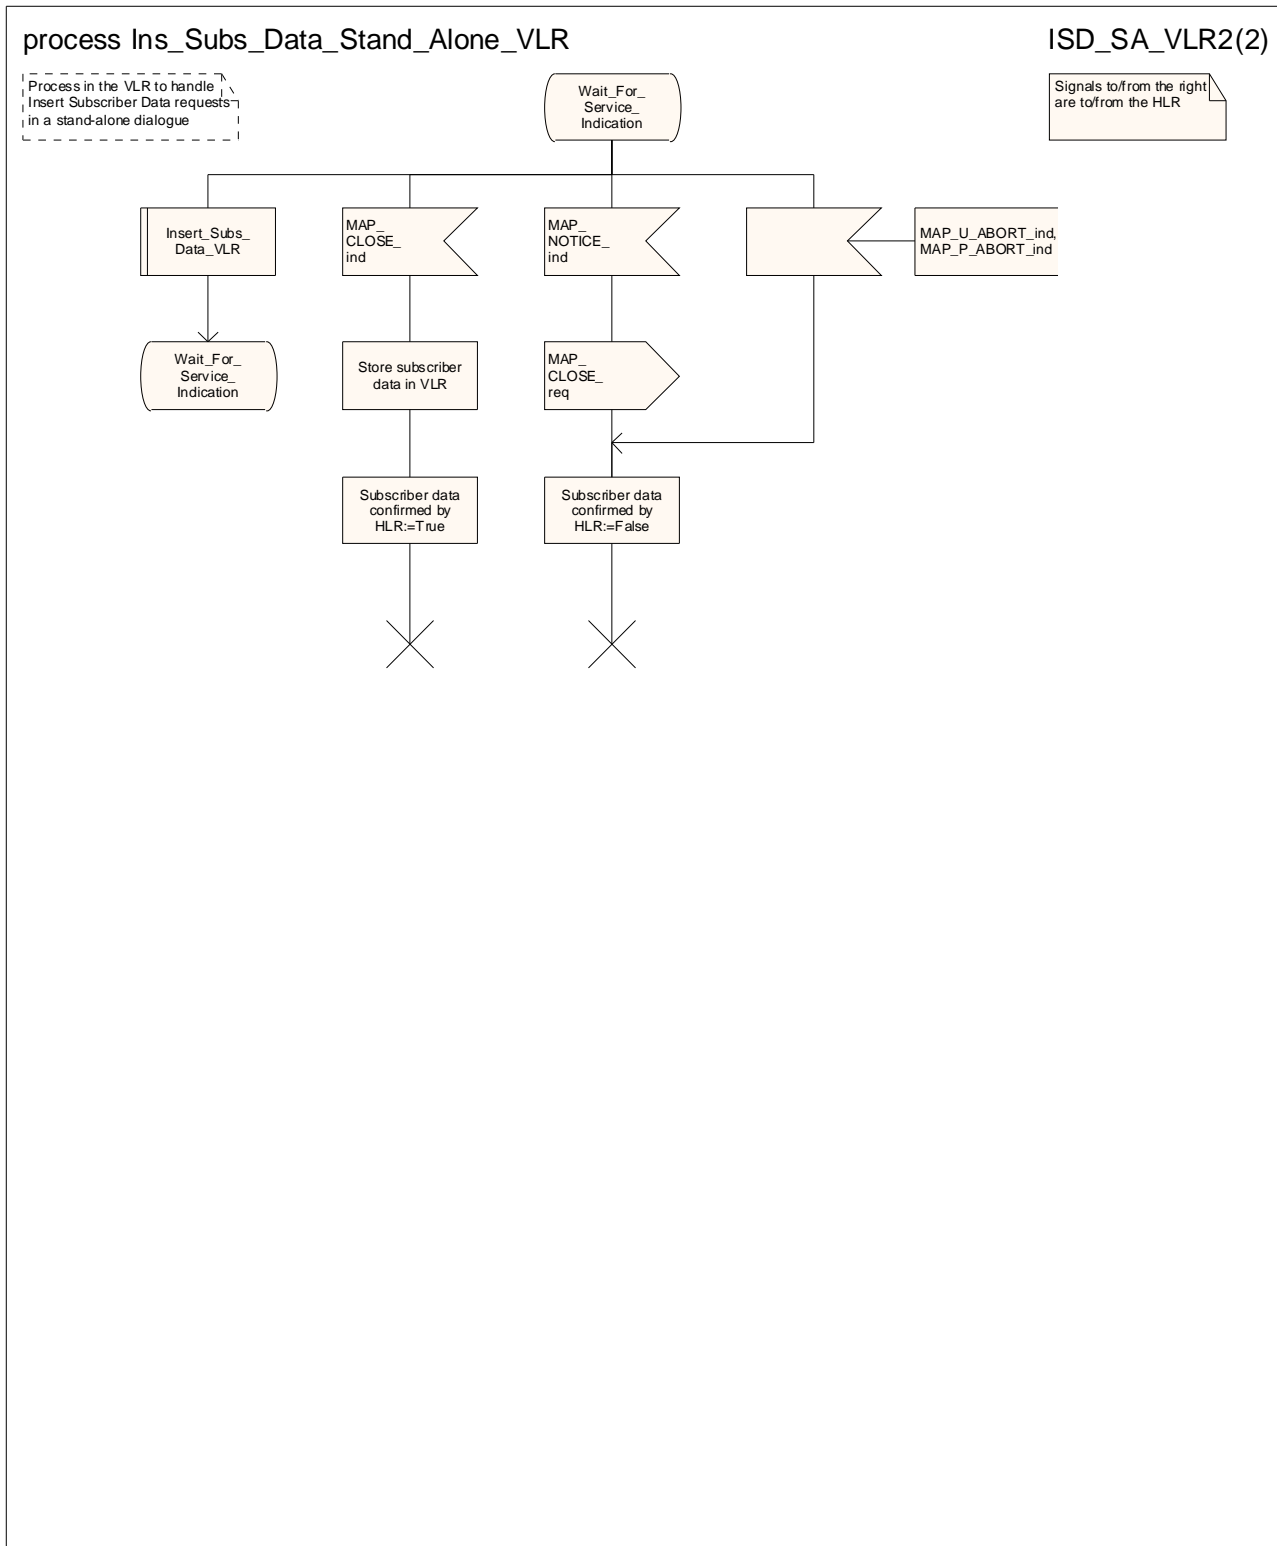 process Ins_Subs_Data_Stand_Alone_VLR
ISD_SA_VLR2(2)
Process in the VLR to handle
Insert Subscriber Data requests
in a stand-alone dialogue
Wait_For_
Service_
Indication
Signals to/from the right
are to/from the HLR
Insert_Subs_
Data_VLR
MAP_
CLOSE_
ind
MAP_
NOTICE_
ind
MAP_U_ABORT_ind,
MAP_P_ABORT_ind
Wait_For_
Service_
Indication
Store subscriber
data in VLR
MAP_
CLOSE_
req
Subscriber data
confirmed by
HLR:=True
Subscriber data
confirmed by
HLR:=False